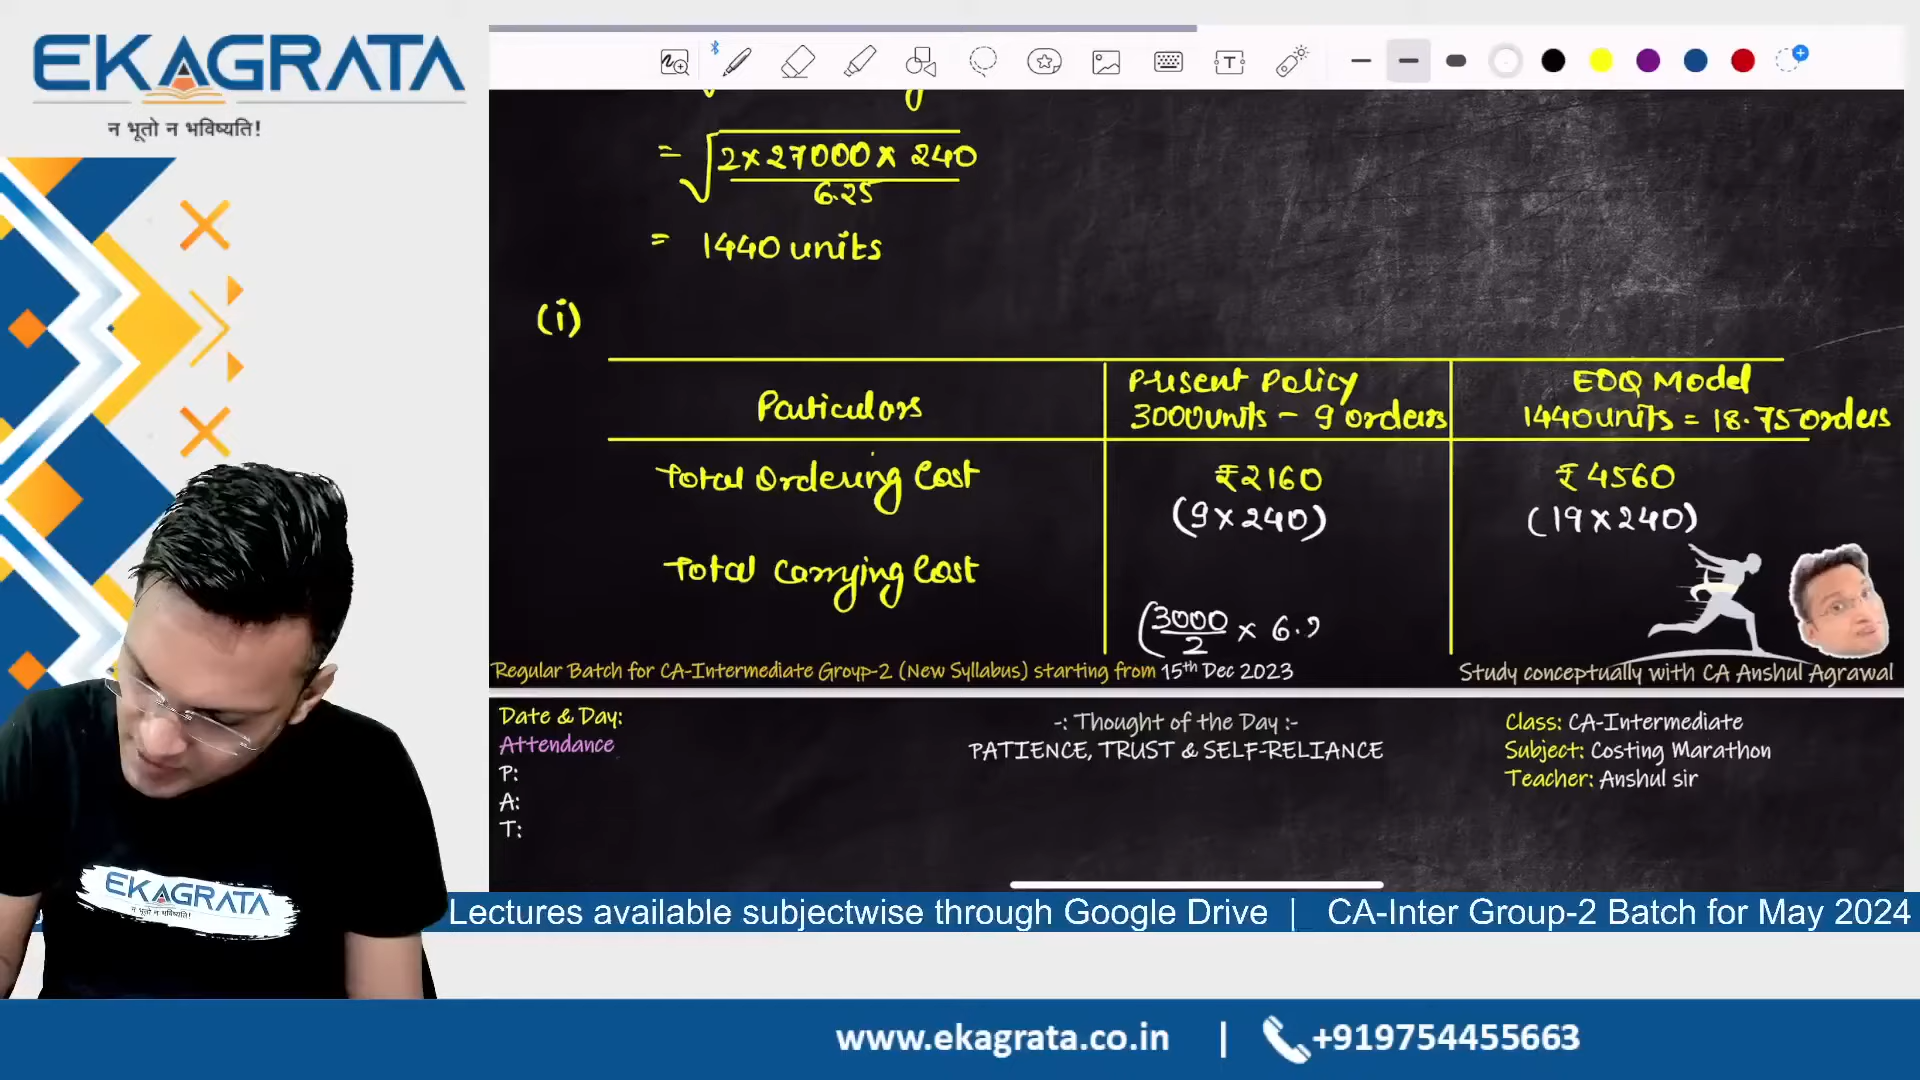 EKAGRATA
न भूतो न भविष्यति!
= √(2 × 27000 × 240
6.25
= 1440 units
(i)
Particulars
Present Policy
3000 units - 9 orders
EOQ Model
1440 units = 18.75 orders
Total Ordering Cost
₹2160
₹4560
(9 × 240)
(19 × 240)
Total Carrying Cost
(3000/2 × 6.
Regular Batch for CA-Intermediate Group-2 (New Syllabus) starting from 15th Dec 2023
Study conceptually with CA Anshul Agrawal
Date & Day:
Attendance
P:
A:
T:
-: Thought of the Day :-
PATIENCE, TRUST & SELF-RELIANCE
Class: CA-Intermediate
Subject: Costing Marathon
Teacher: Anshul sir
EKAGRATA
न भूतो न भविष्यति!
Lectures available subjectwise through Google Drive | CA-Inter Group-2 Batch for May 2024
www.ekagrata.co.in | +919754455663